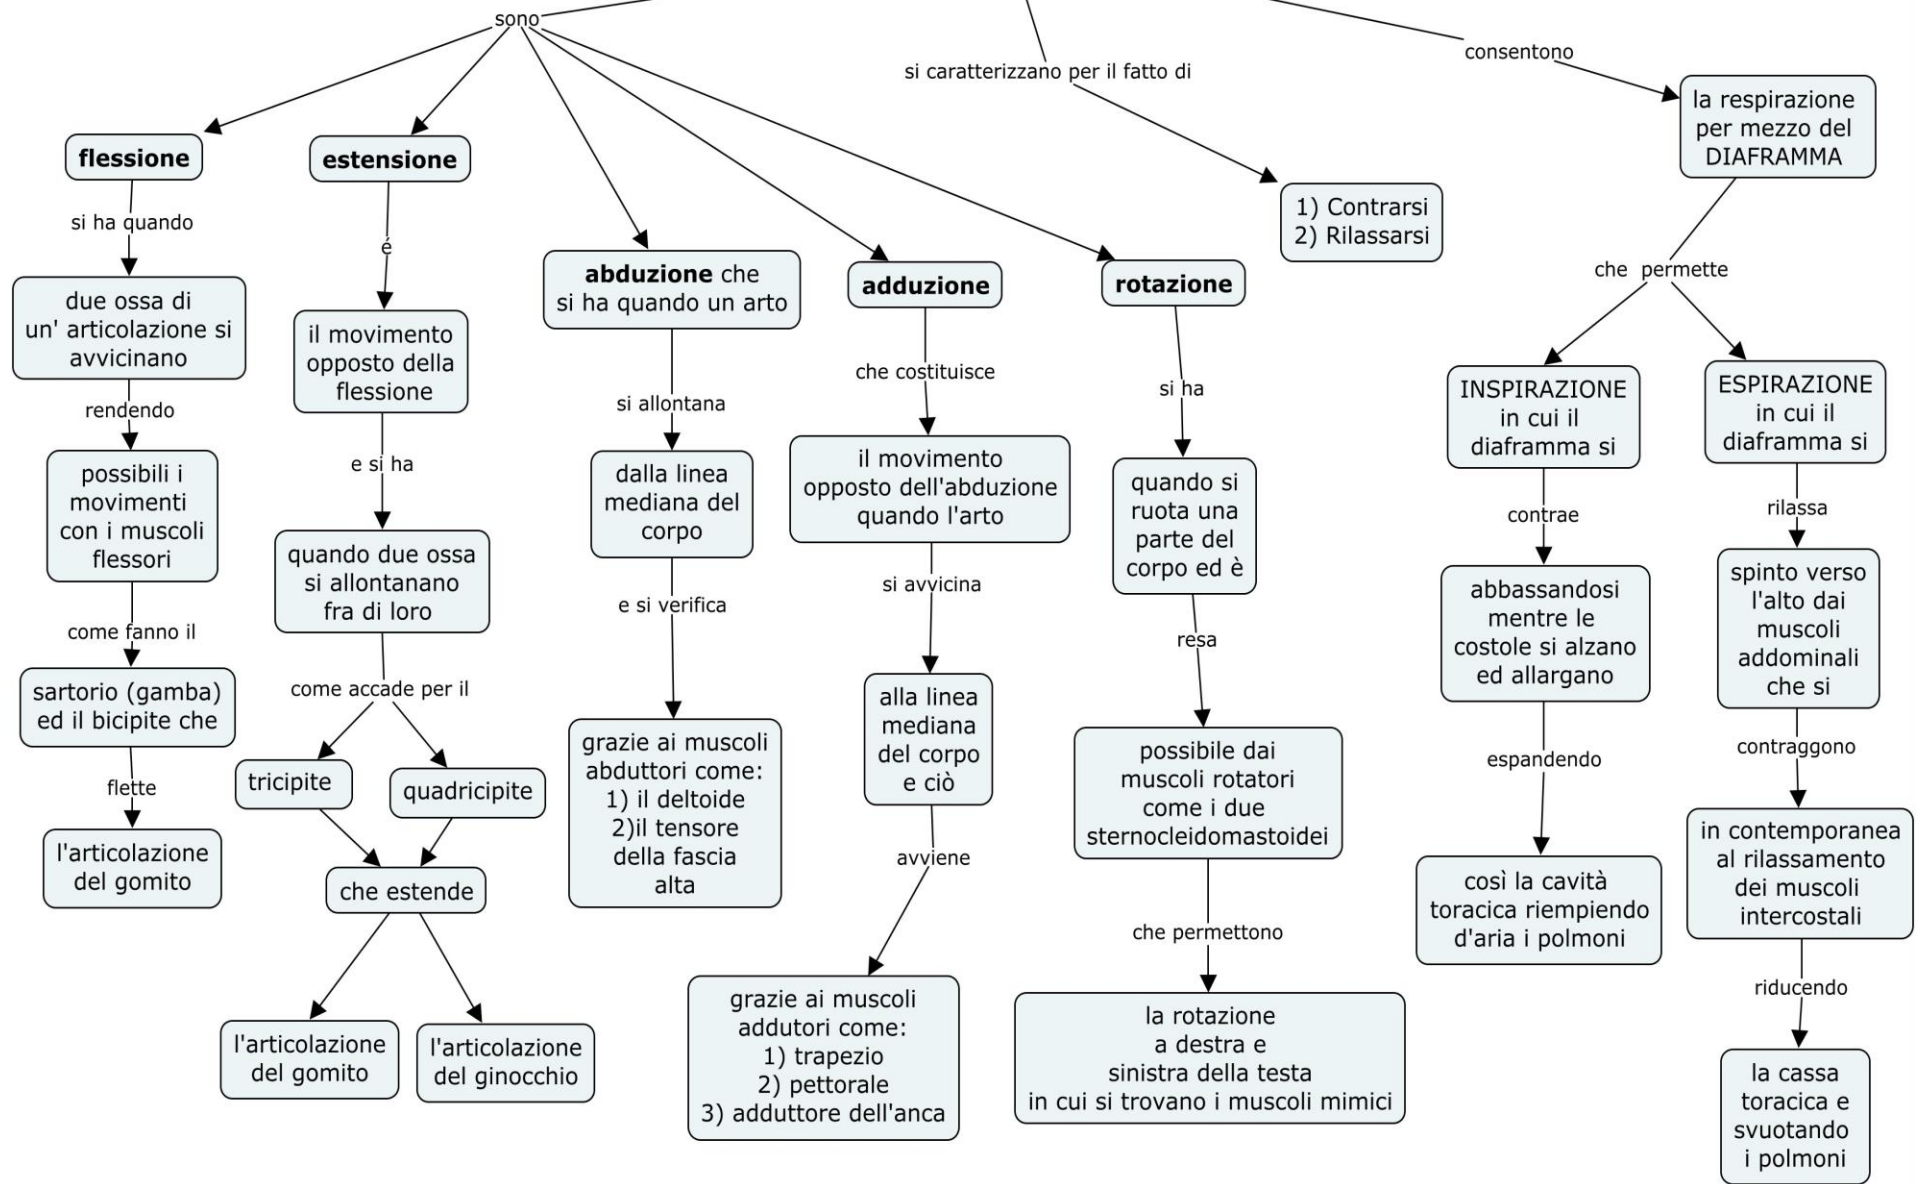 sono
si caratterizzano per il fatto di
consentono
flessione
si ha quando
due ossa di
un' articolazione si
avvicinano
rendendo
possibili i
movimenti
con i muscoli
flessori
come fanno il
sartorio (gamba)
ed il bicipite che
flette
l'articolazione
del gomito
estensione
é
il movimento
opposto della
flessione
e si ha
quando due ossa
si allontanano
fra di loro
come accade per il
tricipite
quadricipite
che estende
l'articolazione
del gomito
l'articolazione
del ginocchio
abduzione che
si ha quando un arto
si allontana
dalla linea
mediana del
corpo
e si verifica
grazie ai muscoli
abduttori come:
1) il deltoide
2)il tensore
della fascia
alta
adduzione
che costituisce
il movimento
opposto dell'abduzione
quando l'arto
si avvicina
alla linea
mediana
del corpo
e ciò
avviene
grazie ai muscoli
addutori come:
1) trapezio
2) pettorale
3) adduttore dell'anca
rotazione
si ha
quando si
ruota una
parte del
corpo ed è
resa
possibile dai
muscoli rotatori
come i due
sternocleidomastoidei
che permettono
la rotazione
a destra e
sinistra della testa
in cui si trovano i muscoli mimici
1) Contrarsi
2) Rilassarsi
la respirazione
per mezzo del
DIAFRAMMA
che permette
INSPIRAZIONE
in cui il
diaframma si
contrae
abbassandosi
mentre le
costole si alzano
ed allargano
espandendo
così la cavità
toracica riempiendo
d'aria i polmoni
ESPIRAZIONE
in cui il
diaframma si
rilassa
spinto verso
l'alto dai
muscoli
addominali
che si
contraggono
in contemporanea
al rilassamento
dei muscoli
intercostali
riducendo
la cassa
toracica e
svuotando
i polmoni